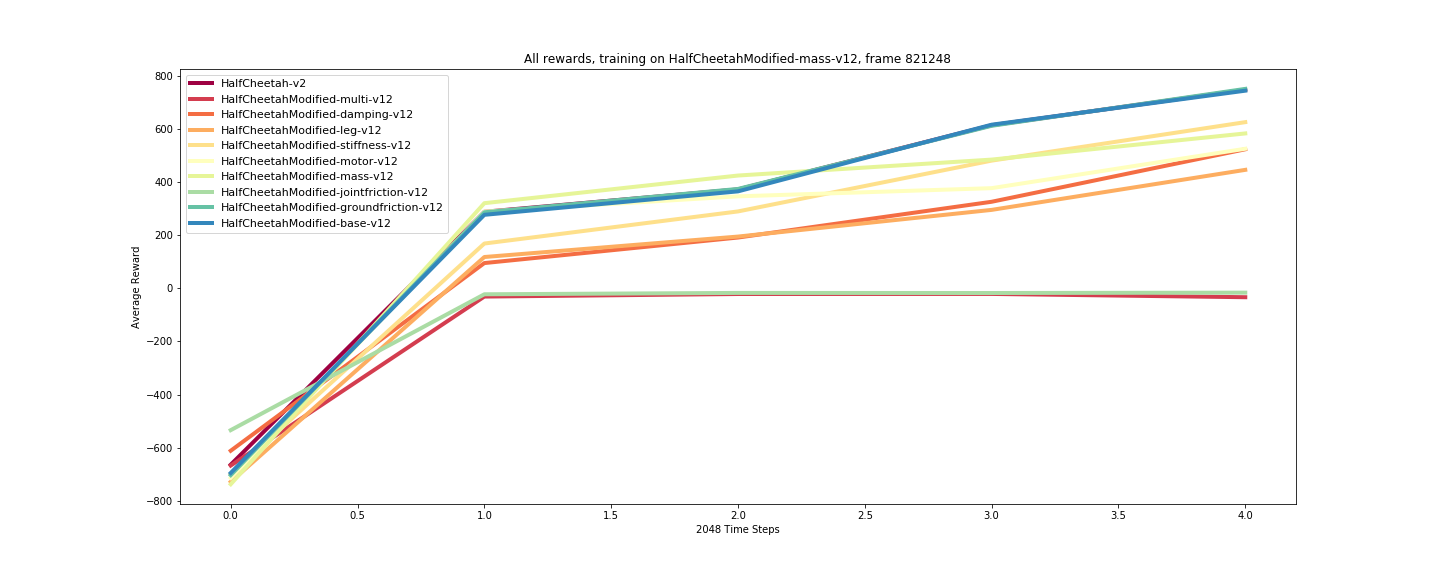 All rewards, training on HalfCheetahModified-mass-v12, frame 821248
HalfCheetah-v2
HalfCheetahModified-multi-v12
HalfCheetahModified-damping-v12
HalfCheetahModified-leg-v12
HalfCheetahModified-stiffness-v12
HalfCheetahModified-motor-v12
HalfCheetahModified-mass-v12
HalfCheetahModified-jointfriction-v12
HalfCheetahModified-groundfriction-v12
HalfCheetahModified-base-v12
Average Reward
800
600
400
200
0
−200
−400
−600
−800
0.0 0.5 1.0 1.5 2.0 2.5 3.0 3.5 4.0
2048 Time Steps